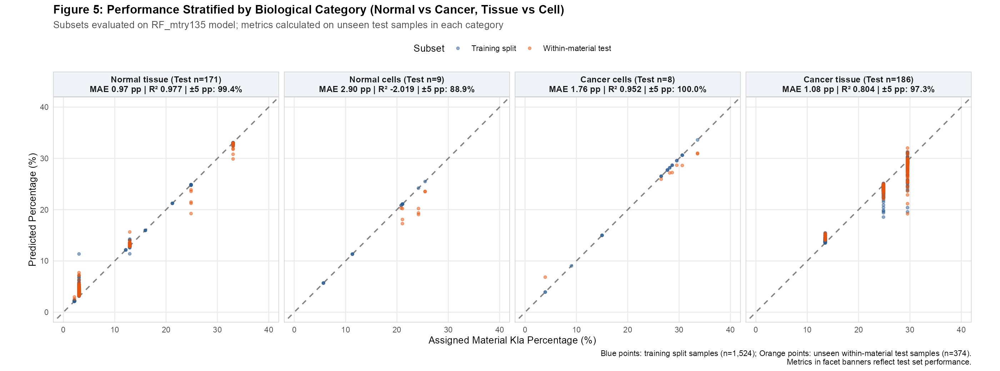 Figure 5: Performance Stratified by Biological Category (Normal vs Cancer, Tissue vs Cell)
Subsets evaluated on RF_mtry135 model; metrics calculated on unseen test samples in each category
Subset Training split Within-material test
Normal tissue (Test n=171)
MAE 0.97 pp | R² 0.977 | ±5 pp: 99.4%
Normal cells (Test n=9)
MAE 2.90 pp | R² -2.019 | ±5 pp: 88.9%
Cancer cells (Test n=8)
MAE 1.76 pp | R² 0.952 | ±5 pp: 100.0%
Cancer tissue (Test n=186)
MAE 1.08 pp | R² 0.804 | ±5 pp: 97.3%
Predicted Percentage (%)
40
30
20
10
0
0 10 20 30 40
0 10 20 30 40
0 10 20 30 40
0 10 20 30 40
Assigned Material Kla Percentage (%)
Blue points: training split samples (n=1,524); Orange points: unseen within-material test samples (n=374).
Metrics in facet banners reflect test set performance.